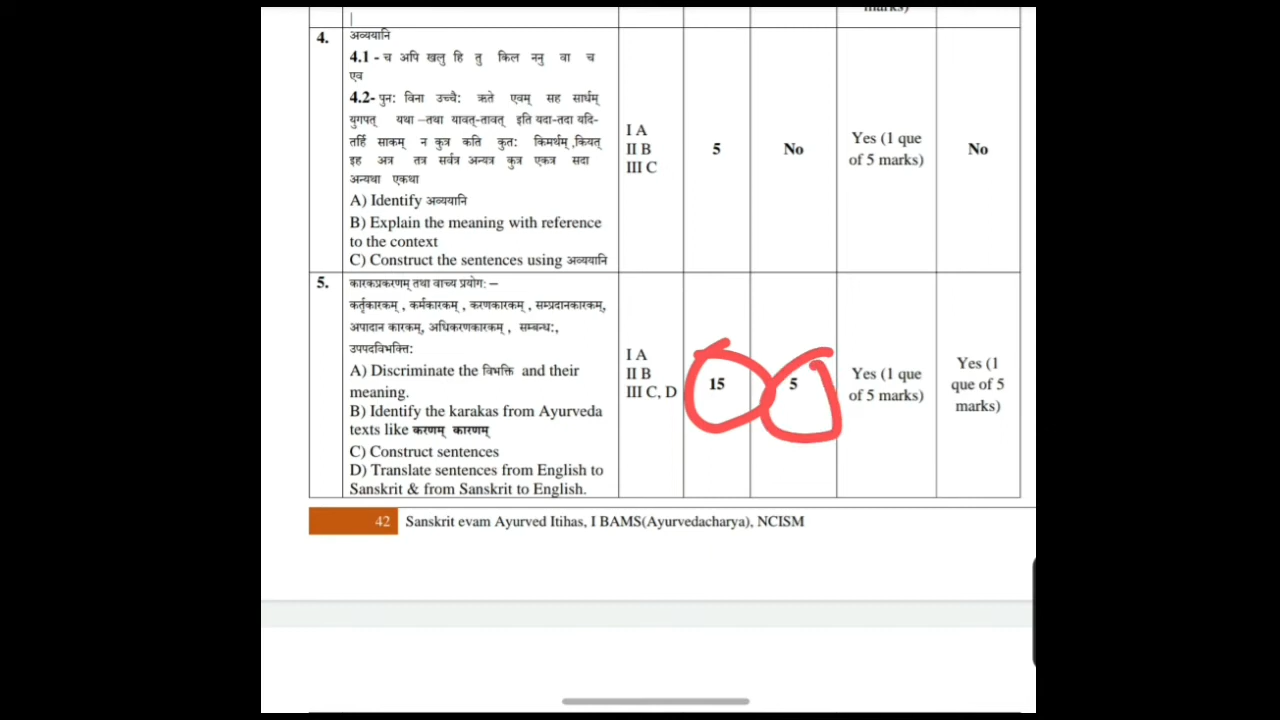 marks)
4.
अव्ययानि
4.1 - च अपि खलु हि तु किल ननु वा च
एव
4.2- पुन: विना उच्चै: ऋते एवम् सह सार्धम्
युगपत् यथा –तथा यावत्-तावत् इति यदा-तदा यदि-
तर्हि साकम् न कुत्र कति कुत: किमर्थम् ,कियत्
इह अत्र तत्र सर्वत्र अन्यत्र कुत्र एकत्र सदा
अन्यथा एकथा
A) Identify अव्ययानि
B) Explain the meaning with reference
to the context
C) Construct the sentences using अव्ययानि
I A
II B
III C
5
No
Yes (1 que
of 5 marks)
No
5.
कारकप्रकरणम् तथा वाच्य प्रयोग: –
कर्तृकारकम् , कर्मकारकम् , करणकारकम् , सम्प्रदानकारकम्,
अपादान कारकम्, अधिकरणकारकम् , सम्बन्ध:,
उपपदविभक्ति:
A) Discriminate the विभक्ति and their
meaning.
B) Identify the karakas from Ayurveda
texts like करणम् कारणम्
C) Construct sentences
D) Translate sentences from English to
Sanskrit & from Sanskrit to English.
I A
II B
III C, D
15
5
Yes (1 que
of 5 marks)
Yes (1
que of 5
marks)
42 Sanskrit evam Ayurved Itihas, I BAMS(Ayurvedacharya), NCISM